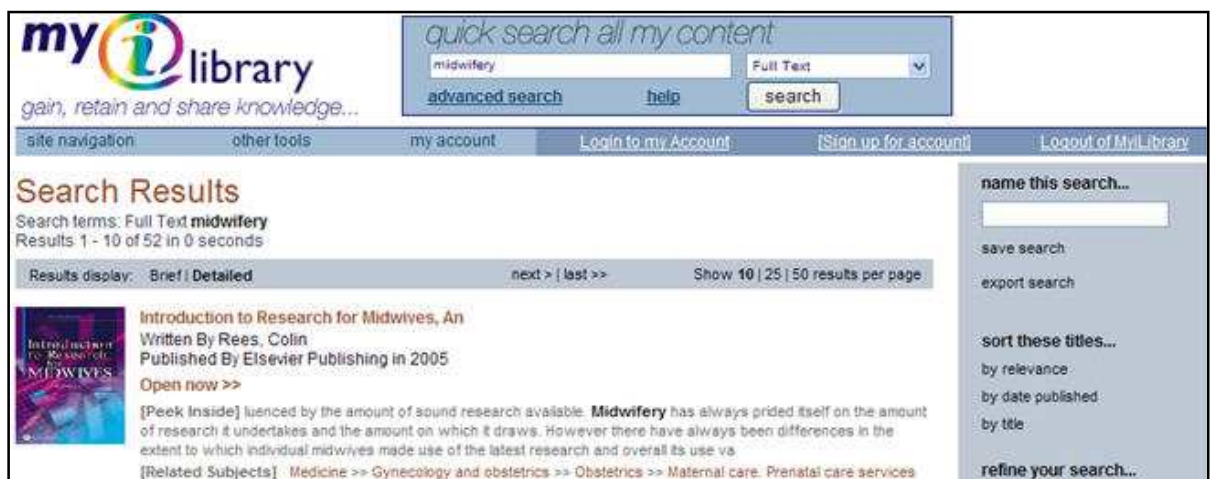 my i library
gain, retain and share knowledge...
quick search all my content
midwifery Full Text
advanced search help search
site navigation other tools my account Login to my Account [Sign up for account] Logout of MyiLibrary
Search Results
Search terms: Full Text midwifery
Results 1 - 10 of 52 in 0 seconds
Results display: Brief | Detailed next > | last >> Show 10 | 25 | 50 results per page
Introduction to Research for MIDWIVES
Introduction to Research for Midwives, An
Written By Rees, Colin
Published By Elsevier Publishing in 2005
Open now >>
[Peek Inside] luenced by the amount of sound research available. Midwifery has always prided itself on the amount
of research it undertakes and the amount on which it draws. However there have always been differences in the
extent to which individual midwives made use of the latest research and overall its use va
[Related Subjects] Medicine >> Gynecology and obstetrics >> Obstetrics >> Maternal care. Prenatal care services
name this search...
save search
export search
sort these titles...
by relevance
by date published
by title
refine your search...